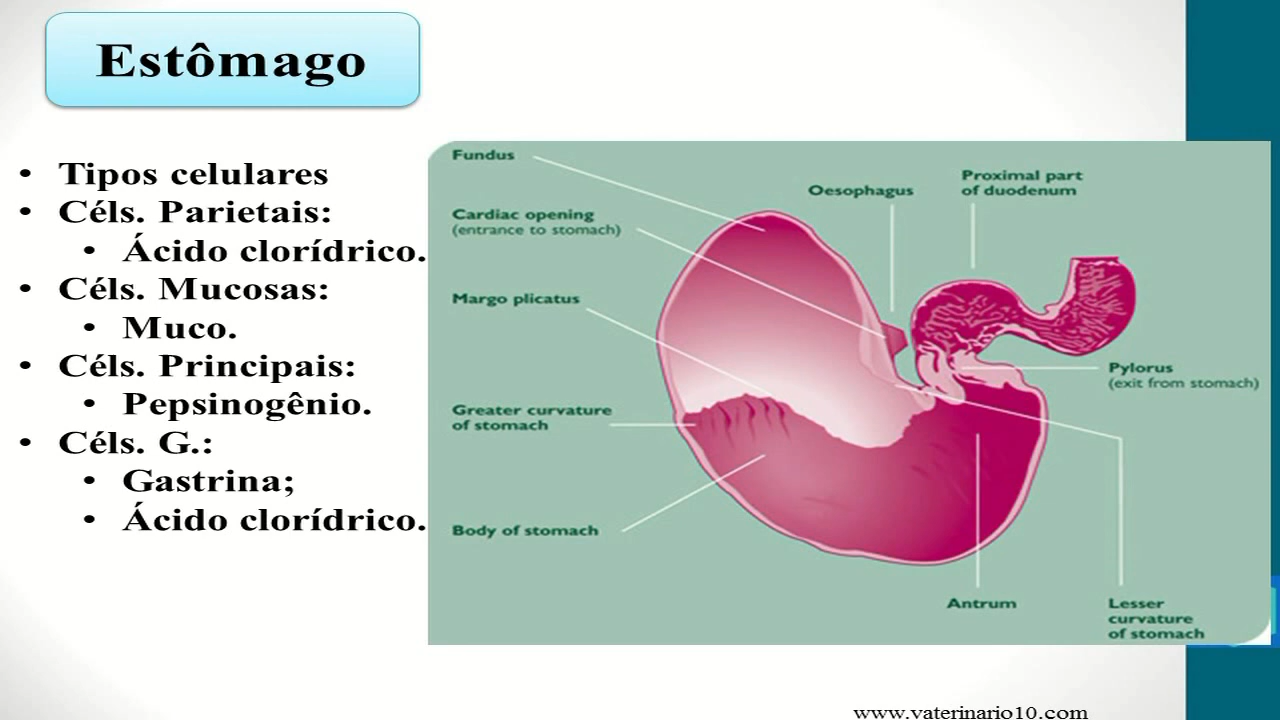 Estômago
• Tipos celulares
• Céls. Parietais:
• Ácido clorídrico.
• Céls. Mucosas:
• Muco.
• Céls. Principais:
• Pepsinogênio.
• Céls. G.:
• Gastrina;
• Ácido clorídrico.
Fundus
Oesophagus
Proximal part
of duodenum
Cardiac opening
(entrance to stomach)
Margo plicatus
Pylorus
(exit from stomach)
Greater curvature
of stomach
Body of stomach
Antrum
Lesser
curvature
of stomach
www.vaterinario10.com